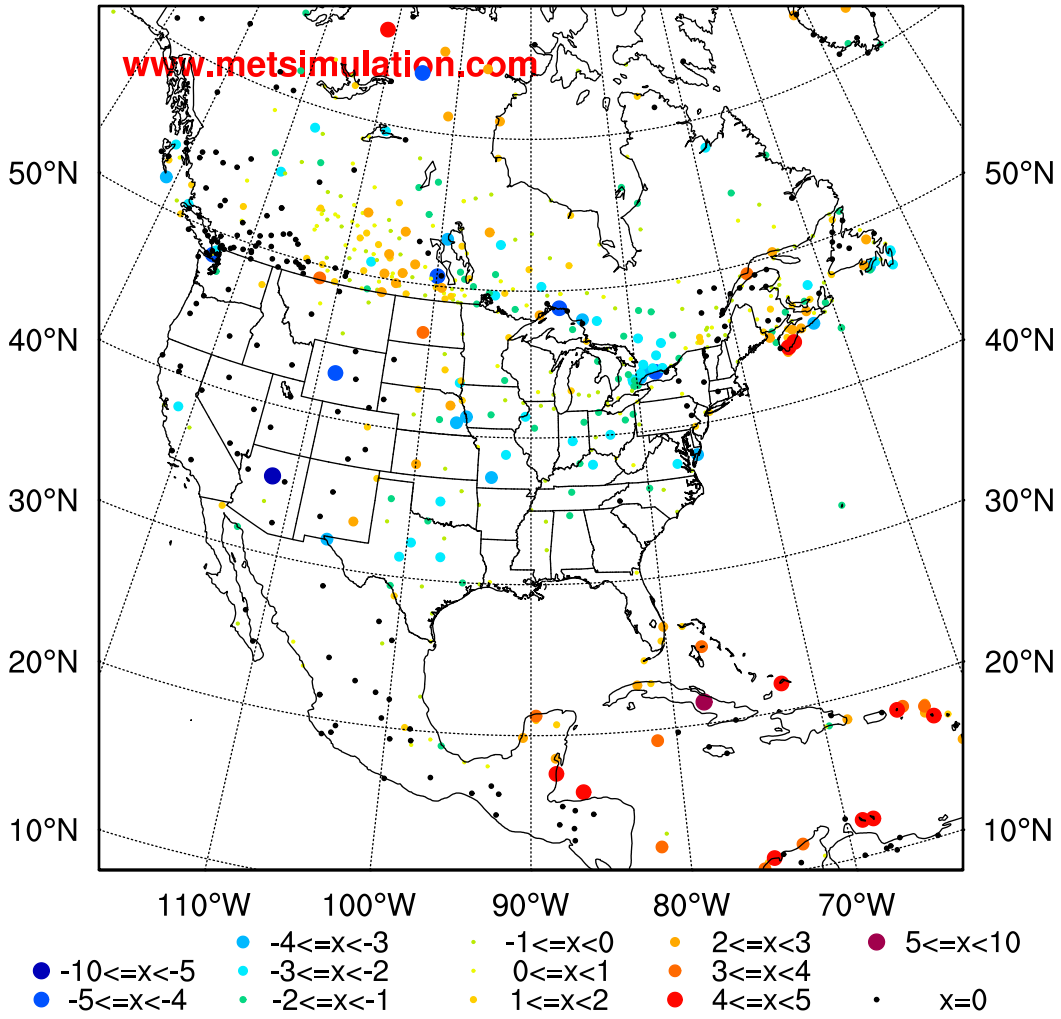 www.metsimulation.com
50°N 50°N
40°N 40°N
30°N 30°N
20°N 20°N
10°N 10°N
110°W 100°W 90°W 80°W 70°W
-4<=x<-3 -1<=x<0 2<=x<3 5<=x<10
-10<=x<-5 -3<=x<-2 0<=x<1 3<=x<4
-5<=x<-4 -2<=x<-1 1<=x<2 4<=x<5 x=0